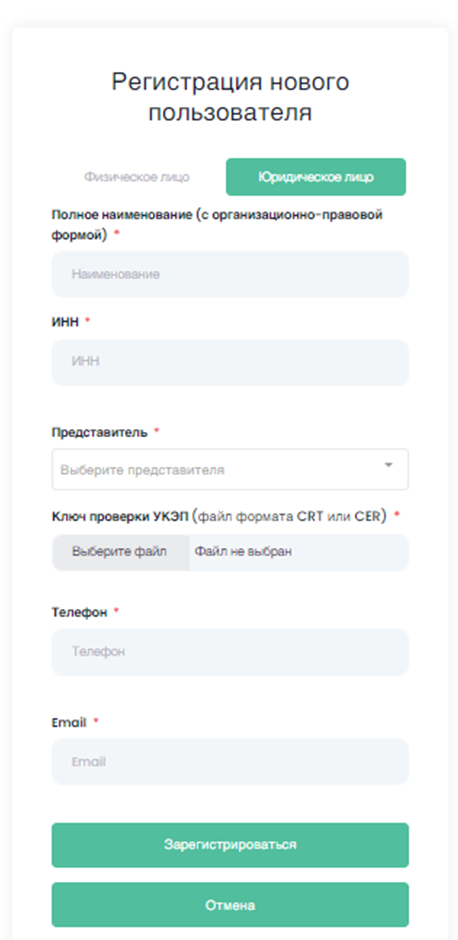 Регистрация нового
пользователя
Физическое лицо
Юридическое лицо
Полное наименование (с организационно-правовой
формой) *
Наименование
ИНН *
ИНН
Представитель *
Выберите представителя
Ключ проверки УКЭП (файл формата CRT или CER) *
Выберите файл Файл не выбран
Телефон *
Телефон
Email *
Email
Зарегистрироваться
Отмена